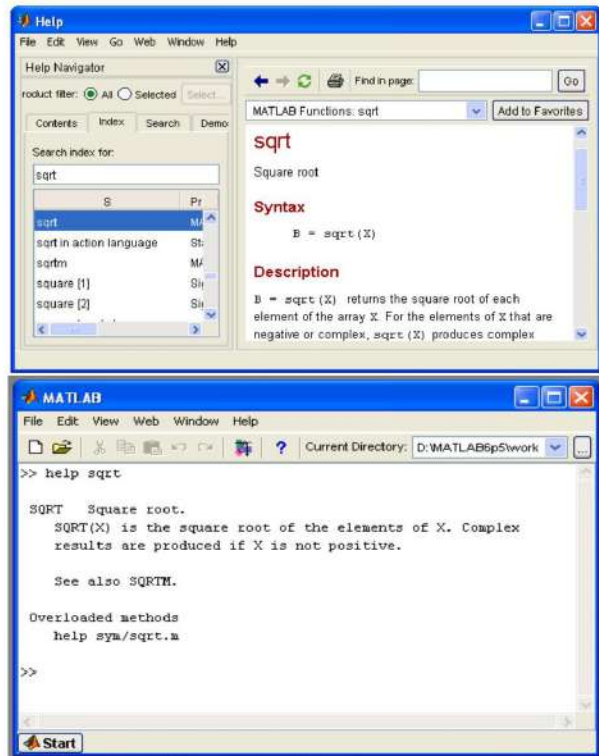 Help
File Edit View Go Web Window Help
Help Navigator
roduct filter: All Selected Select...
Contents Index Search Demo
Search index for:
sqrt
S Pr
sqrt MA
sqrt in action language Sta
sqrtm MA
square [1] Sig
square [2] Sig
Find in page: Go
MATLAB Functions: sqrt Add to Favorites
sqrt
Square root
Syntax
B = sqrt(X)
Description
B = sqrt(X) returns the square root of each
element of the array X. For the elements of X that are
negative or complex, sqrt(X) produces complex
MATLAB
File Edit View Web Window Help
? Current Directory: D:\MATLAB6p5\work ...
>> help sqrt
SQRT Square root.
SQRT(X) is the square root of the elements of X. Complex
results are produced if X is not positive.
See also SQRTM.
Overloaded methods
help sym/sqrt.m
>>
Start